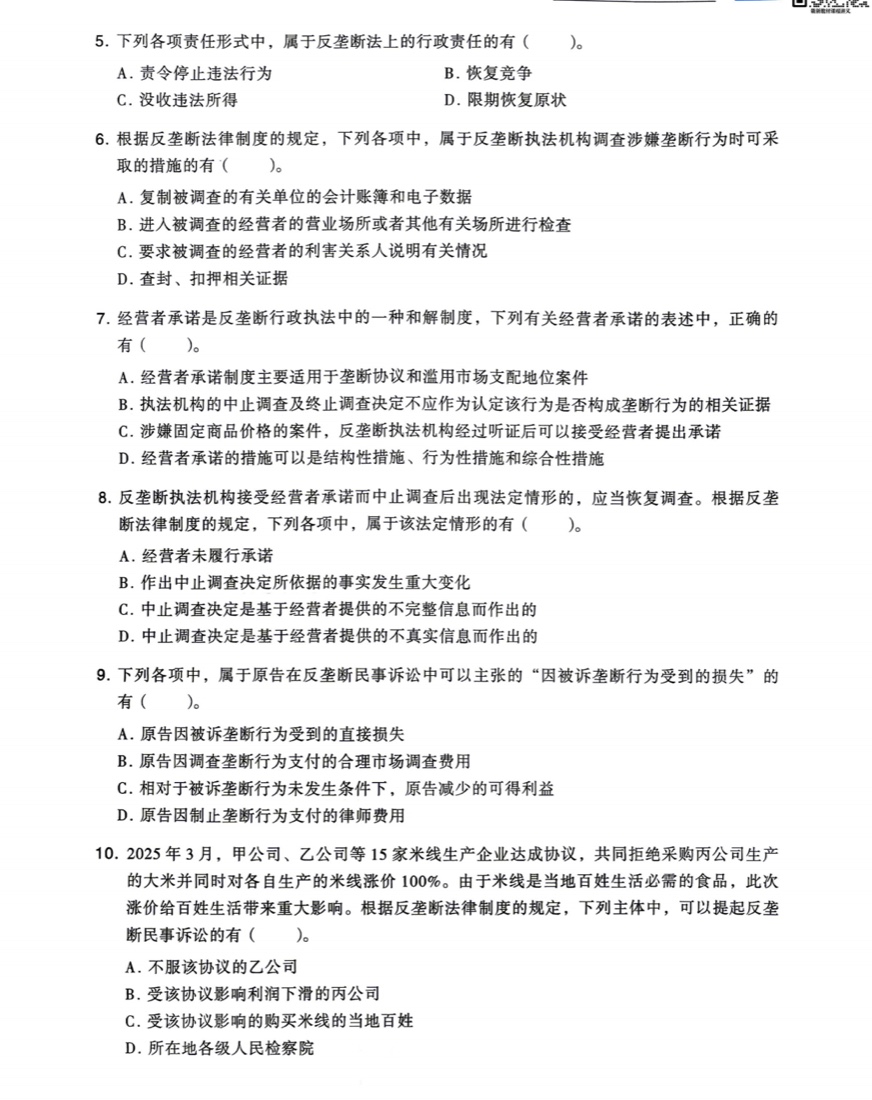 5. 下列各项责任形式中，属于反垄断法上的行政责任的有（　　）。
A. 责令停止违法行为　　B. 恢复竞争
C. 没收违法所得　　D. 限期恢复原状
6. 根据反垄断法律制度的规定，下列各项中，属于反垄断执法机构调查涉嫌垄断行为时可采
取的措施的有（　　）。
A. 复制被调查的有关单位的会计账簿和电子数据
B. 进入被调查的经营者的营业场所或者其他有关场所进行检查
C. 要求被调查的经营者的利害关系人说明有关情况
D. 查封、扣押相关证据
7. 经营者承诺是反垄断行政执法中的一种和解制度，下列有关经营者承诺的表述中，正确的
有（　　）。
A. 经营者承诺制度主要适用于垄断协议和滥用市场支配地位案件
B. 执法机构的中止调查及终止调查决定不应作为认定该行为是否构成垄断行为的相关证据
C. 涉嫌固定商品价格的案件，反垄断执法机构经过听证后可以接受经营者提出承诺
D. 经营者承诺的措施可以是结构性措施、行为性措施和综合性措施
8. 反垄断执法机构接受经营者承诺而中止调查后出现法定情形的，应当恢复调查。根据反垄
断法律制度的规定，下列各项中，属于该法定情形的有（　　）。
A. 经营者未履行承诺
B. 作出中止调查决定所依据的事实发生重大变化
C. 中止调查决定是基于经营者提供的不完整信息而作出的
D. 中止调查决定是基于经营者提供的不真实信息而作出的
9. 下列各项中，属于原告在反垄断民事诉讼中可以主张的“因被诉垄断行为受到的损失”的
有（　　）。
A. 原告因被诉垄断行为受到的直接损失
B. 原告因调查垄断行为支付的合理市场调查费用
C. 相对于被诉垄断行为未发生条件下，原告减少的可得利益
D. 原告因制止垄断行为支付的律师费用
10. 2025 年 3 月，甲公司、乙公司等 15 家米线生产企业达成协议，共同拒绝采购丙公司生产
的大米并同时对各自生产的米线涨价 100%。由于米线是当地百姓生活必需的食品，此次
涨价给百姓生活带来重大影响。根据反垄断法律制度的规定，下列主体中，可以提起反垄
断民事诉讼的有（　　）。
A. 不服该协议的乙公司
B. 受该协议影响利润下滑的丙公司
C. 受该协议影响的购买米线的当地百姓
D. 所在地各级人民检察院